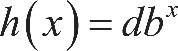 h(x) = db^x